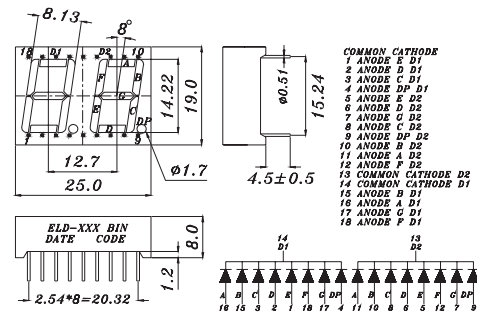 8.13
8°
18 D1 D2 10
A
F B
G
E C
D DP
1 9
14.22
19.0
12.7
ø1.7
25.0
ø0.51
15.24
4.5±0.5
COMMON CATHODE
1 ANODE E D1
2 ANODE D D1
3 ANODE C D1
4 ANODE DP D1
5 ANODE E D2
6 ANODE D D2
7 ANODE G D2
8 ANODE C D2
9 ANODE DP D2
10 ANODE B D2
11 ANODE A D2
12 ANODE F D2
13 COMMON CATHODE D2
14 COMMON CATHODE D1
15 ANODE B D1
16 ANODE A D1
17 ANODE G D1
18 ANODE F D1
ELD-XXX BIN
DATE CODE
8.0
1.2
2.54*8=20.32
14 13
D1 D2
A B C D E F G DP A B C D E F G DP
16 15 3 2 1 18 17 4 11 10 8 6 5 12 7 9